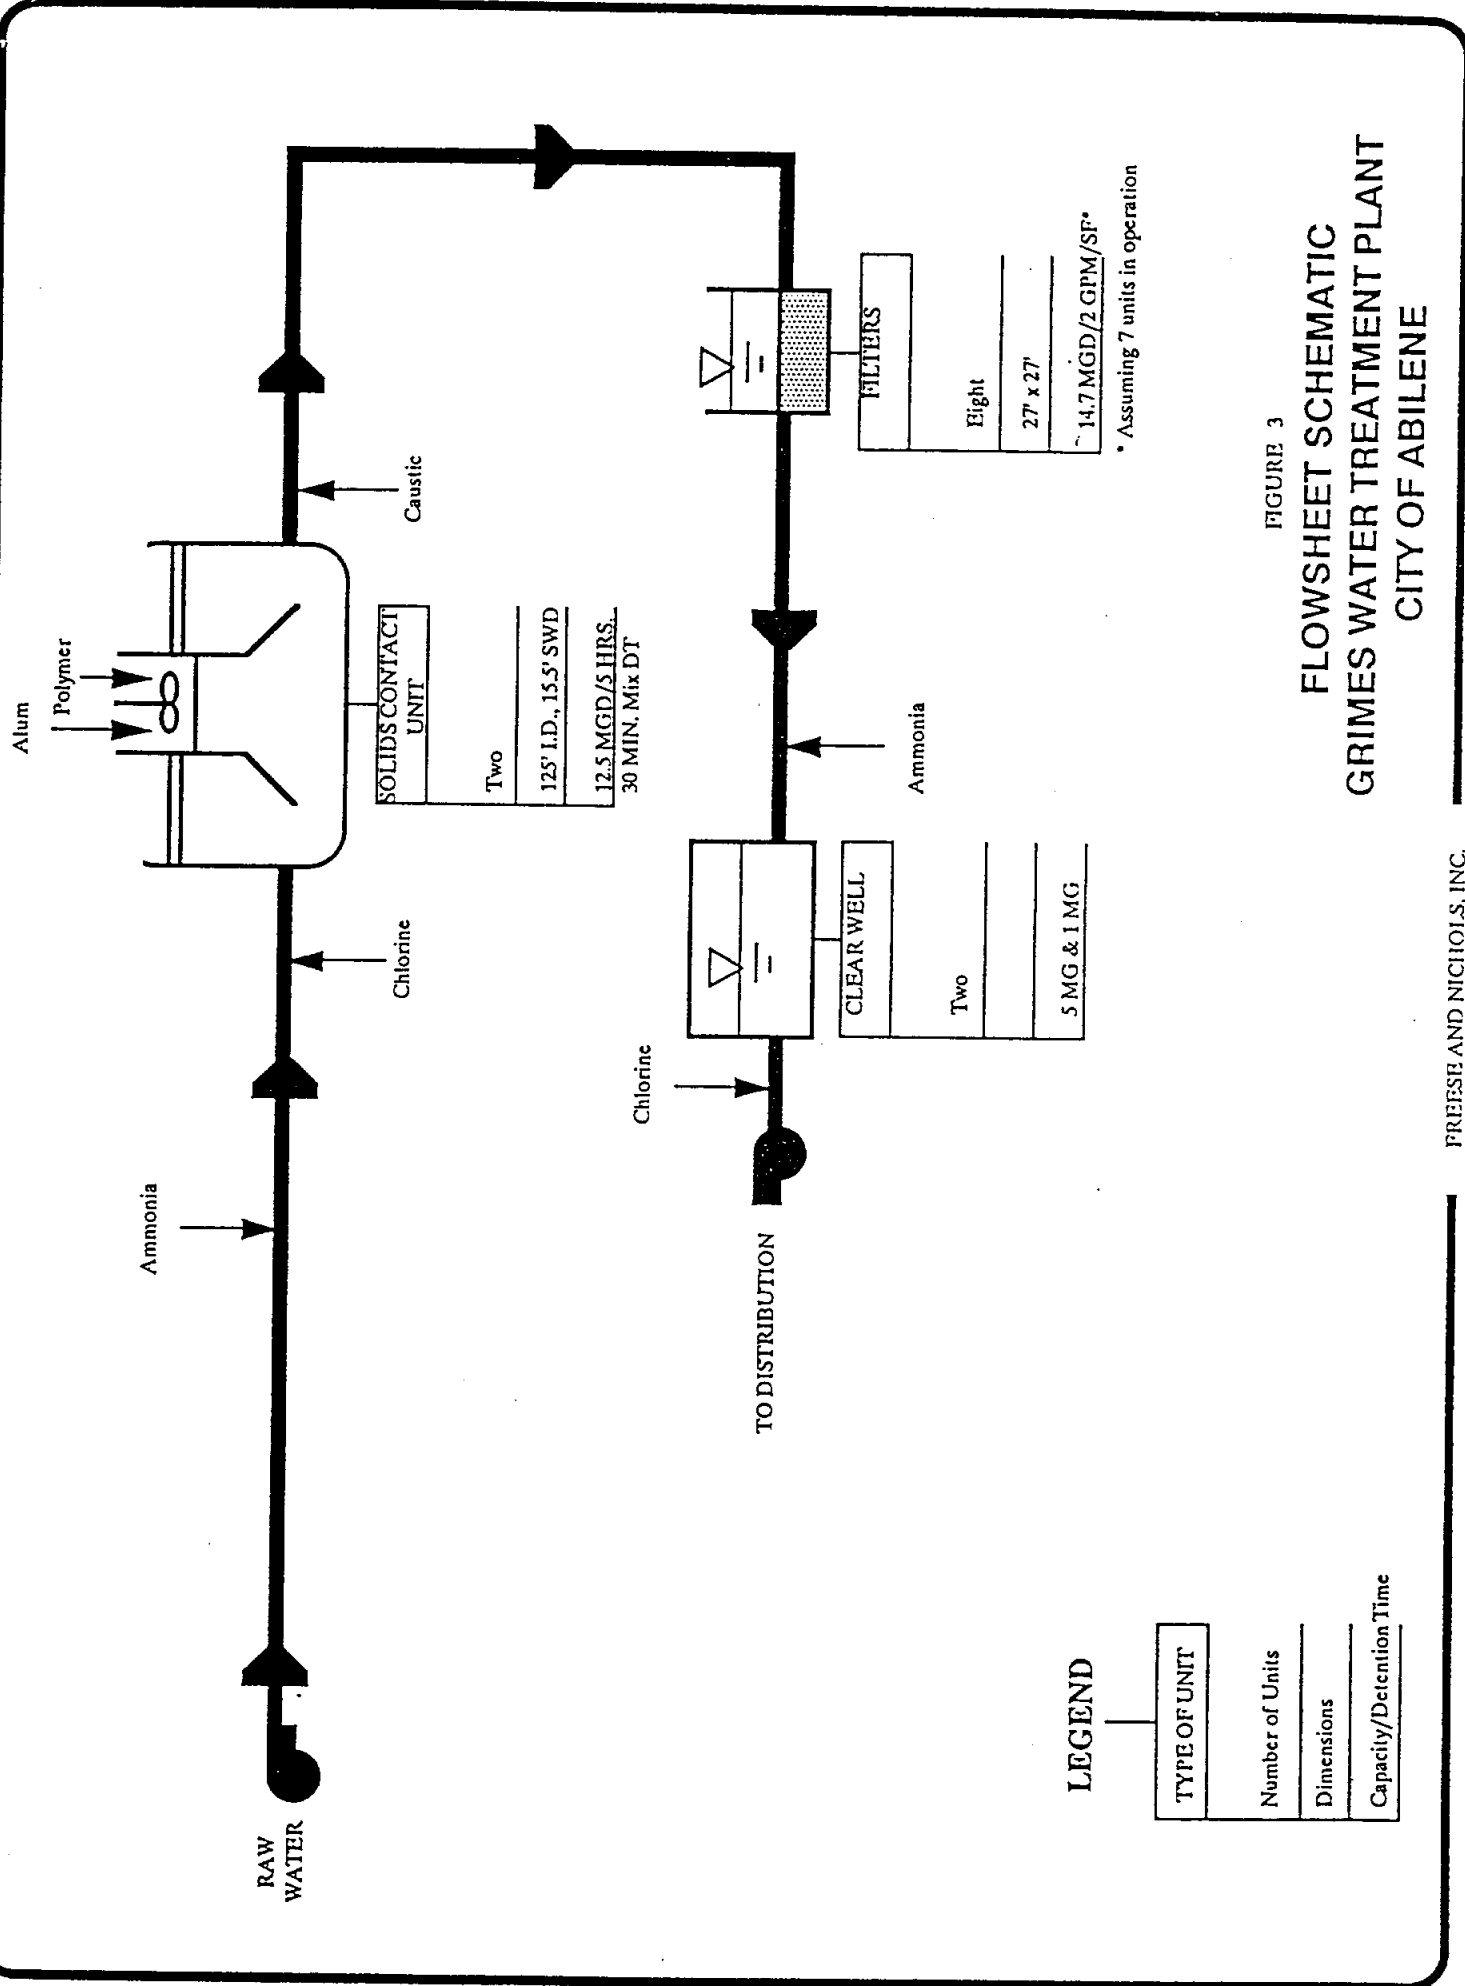 Alum
Polymer
Ammonia
Chlorine
Caustic
RAW
WATER
SOLIDS CONTACT
UNIT
Two
125' I.D., 15.5' SWD
12.5 MGD/5 HRS.
30 MIN. Mix DT
Chlorine
Ammonia
TO DISTRIBUTION
CLEAR WELL
Two
5 MG & 1 MG
FILTERS
Eight
27' x 27'
14.7 MGD/2 GPM/SF*
* Assuming 7 units in operation
LEGEND
TYPE OF UNIT
Number of Units
Dimensions
Capacity/Detention Time
FIGURE 3
FLOWSHEET SCHEMATIC
GRIMES WATER TREATMENT PLANT
CITY OF ABILENE
FREESE AND NICHOLS, INC.